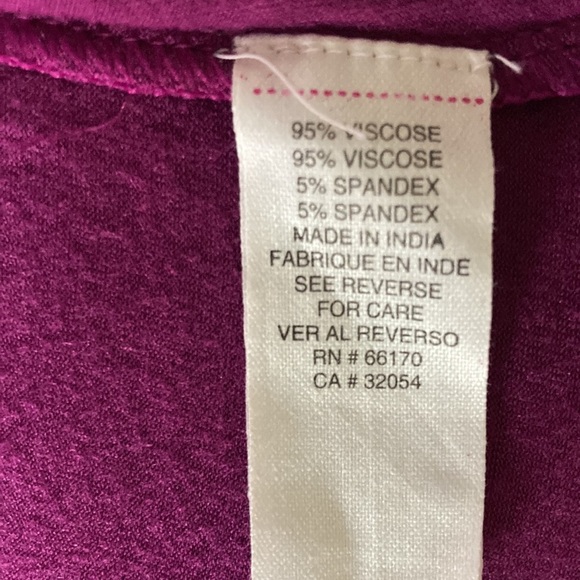 95% VISCOSE
95% VISCOSE
5% SPANDEX
5% SPANDEX
MADE IN INDIA
FABRIQUE EN INDE
SEE REVERSE
FOR CARE
VER AL REVERSO
RN # 66170
CA # 32054